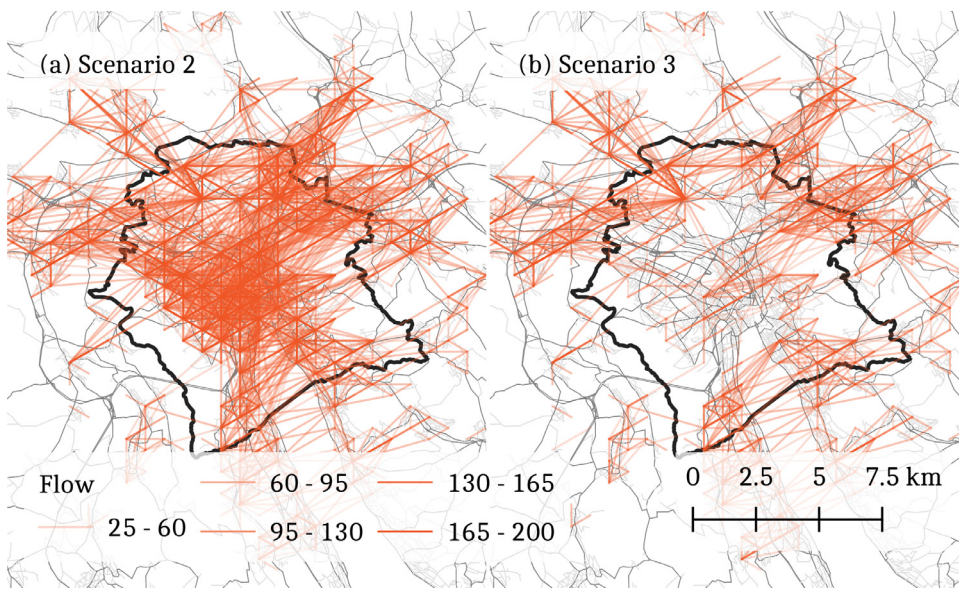 (a) Scenario 2
(b) Scenario 3
Flow
25 - 60
60 - 95
95 - 130
130 - 165
165 - 200
0 2.5 5 7.5 km